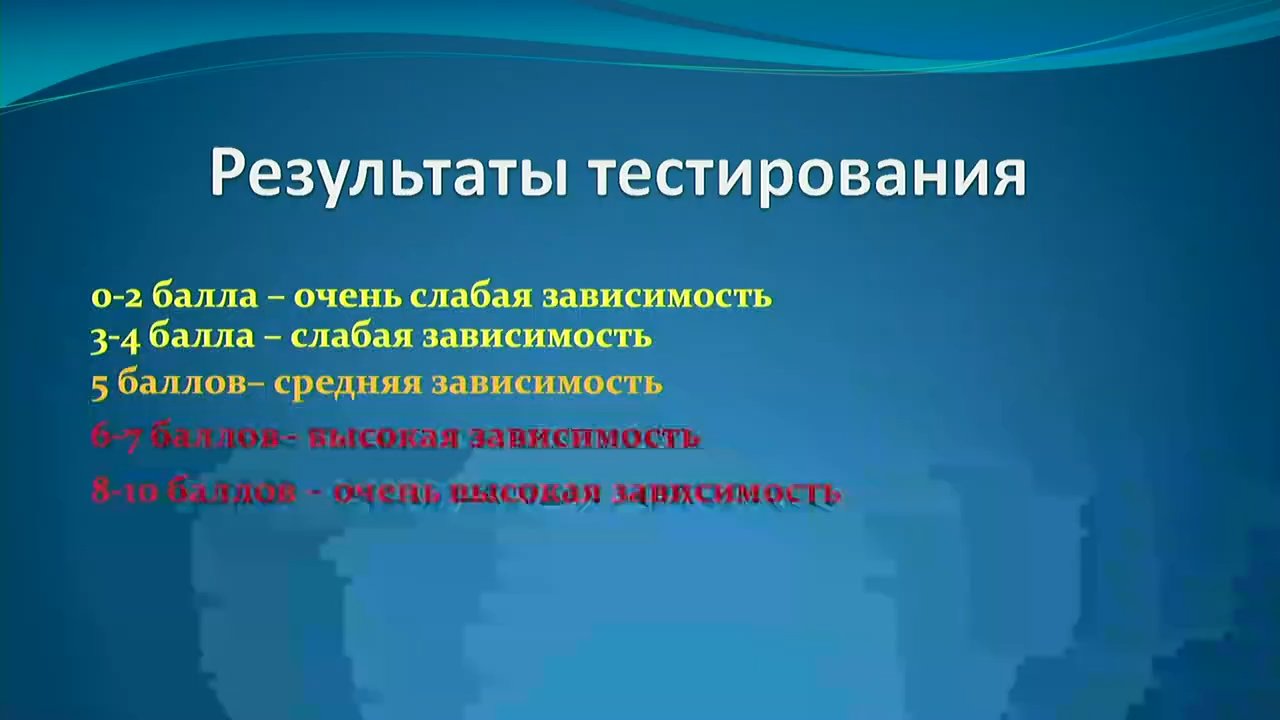 Результаты тестирования
0-2 балла – очень слабая зависимость
3-4 балла – слабая зависимость
5 баллов– средняя зависимость
6-7 баллов– высокая зависимость
8-10 баллов – очень высокая зависимость